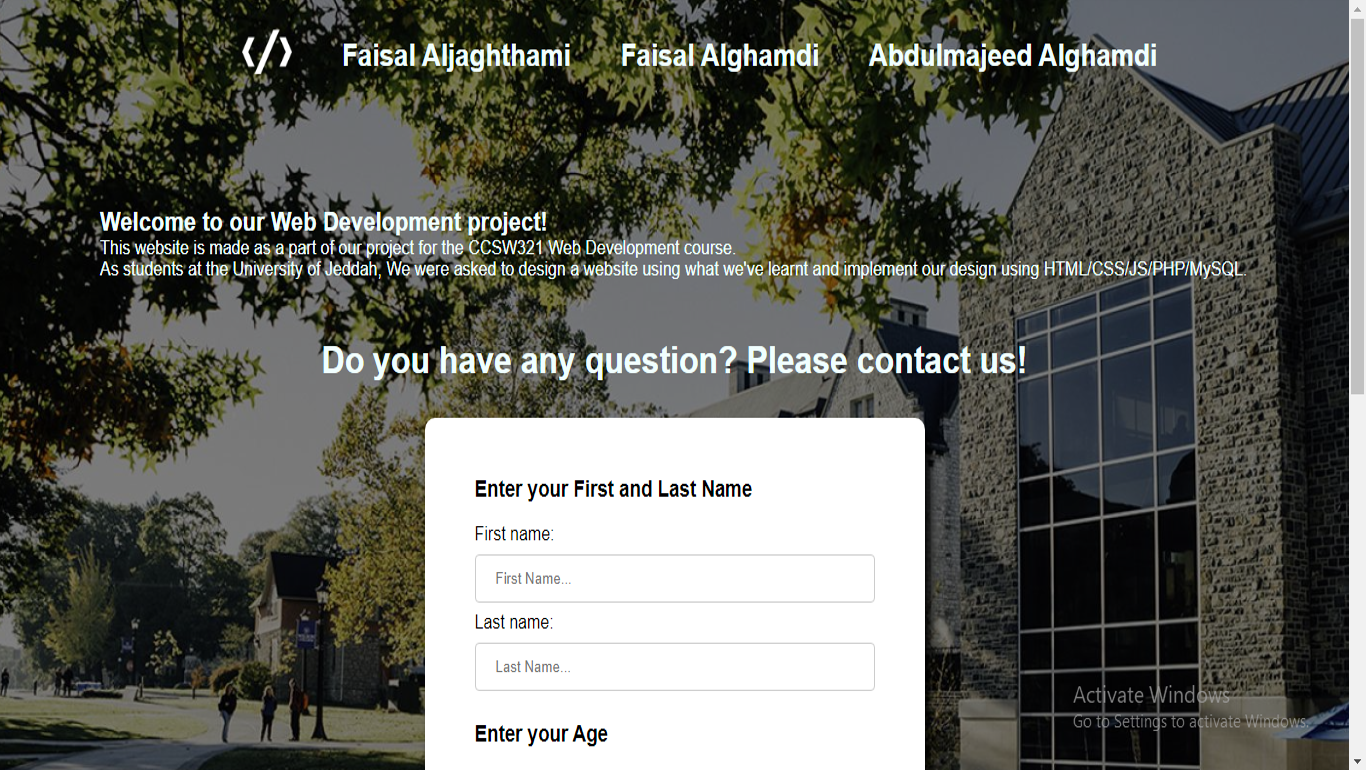 </> Faisal Aljaghthami Faisal Alghamdi Abdulmajeed Alghamdi
Welcome to our Web Development project!
This website is made as a part of our project for the CCSW321 Web Development course.
As students at the University of Jeddah, We were asked to design a website using what we've learnt and implement our design using HTML/CSS/JS/PHP/MySQL.
Do you have any question? Please contact us!
Enter your First and Last Name
First name:
First Name...
Last name:
Last Name...
Enter your Age
Activate Windows
Go to Settings to activate Windows.